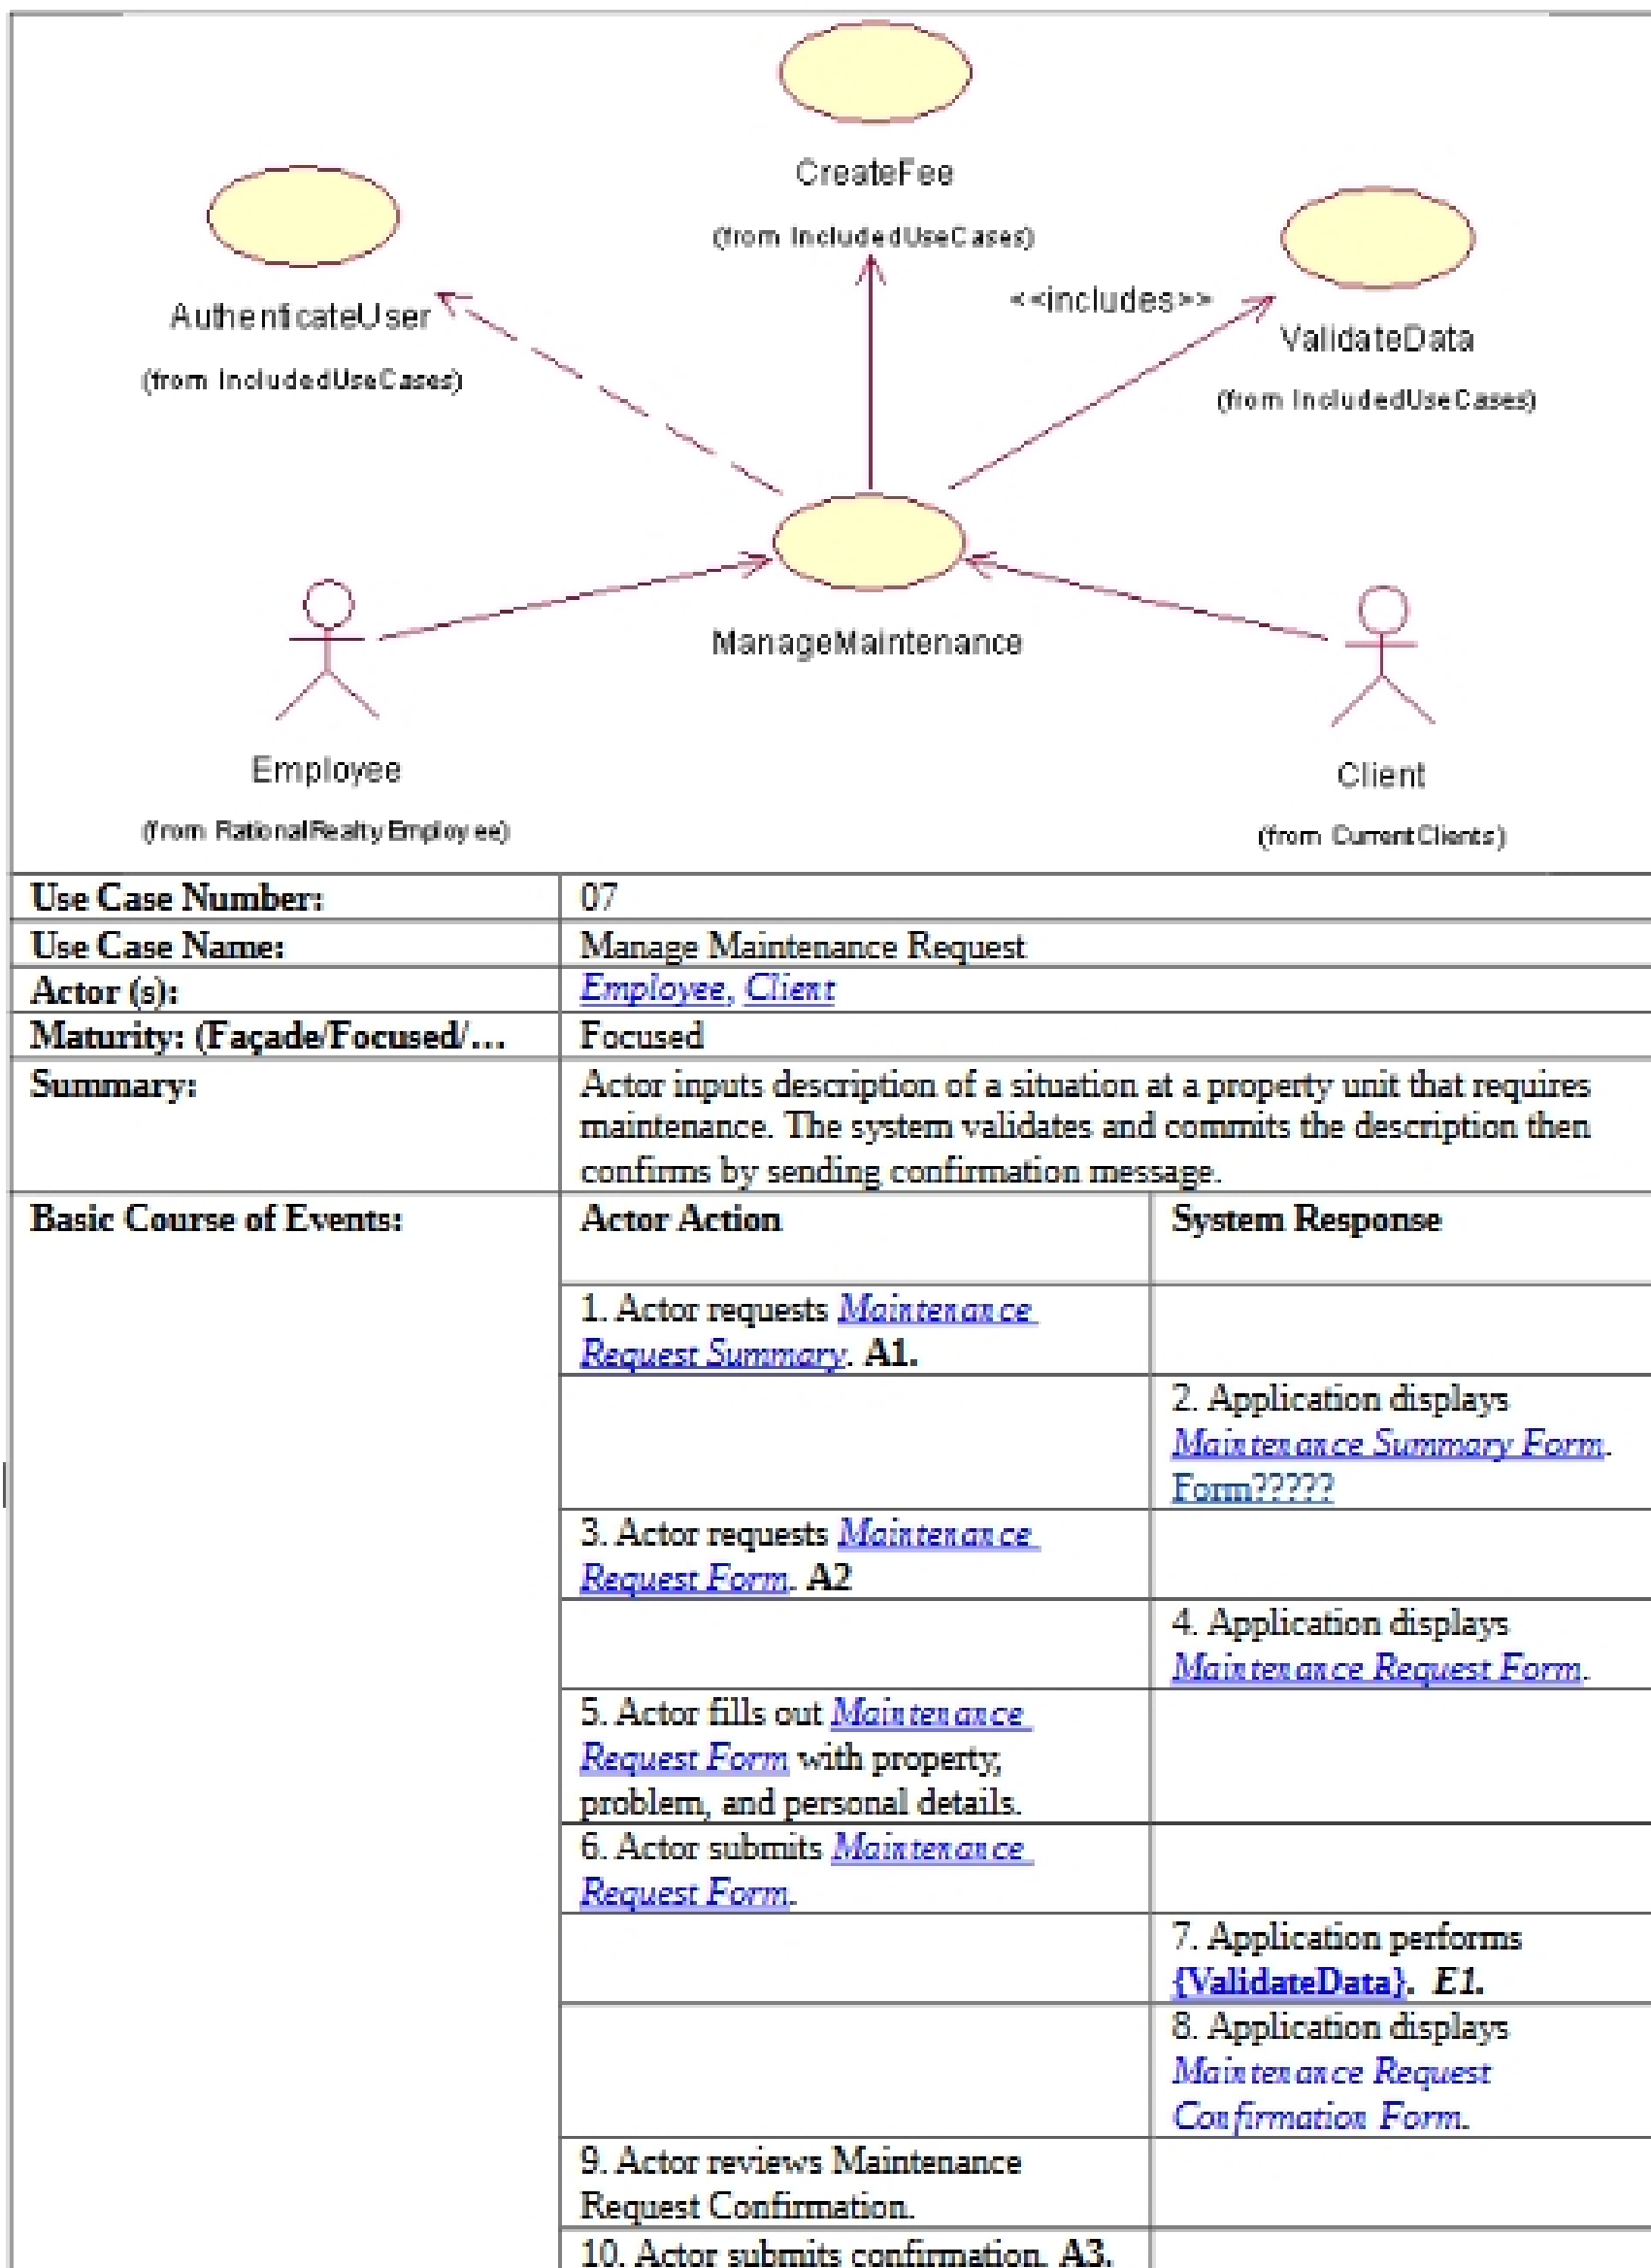 CreateFee
(from IncludedUseCases)
AuthenticateUser
(from IncludedUseCases)
<<includes>>
ValidateData
(from IncludedUseCases)
ManageMaintenance
Employee
(from RationalRealtyEmployee)
Client
(from CurrentClients)
Use Case Number: 07
Use Case Name: Manage Maintenance Request
Actor (s): Employee, Client
Maturity: (Façade/Focused/… Focused
Summary: Actor inputs description of a situation at a property unit that requires
maintenance. The system validates and commits the description then
confirms by sending confirmation message.
Basic Course of Events: Actor Action System Response
1. Actor requests Maintenance
Request Summary. A1.
2. Application displays
Maintenance Summary Form.
Form?????
3. Actor requests Maintenance
Request Form. A2
4. Application displays
Maintenance Request Form.
5. Actor fills out Maintenance
Request Form with property,
problem, and personal details.
6. Actor submits Maintenance
Request Form.
7. Application performs
{ValidateData}. E1.
8. Application displays
Maintenance Request
Confirmation Form.
9. Actor reviews Maintenance
Request Confirmation.
10. Actor submits confirmation. A3.